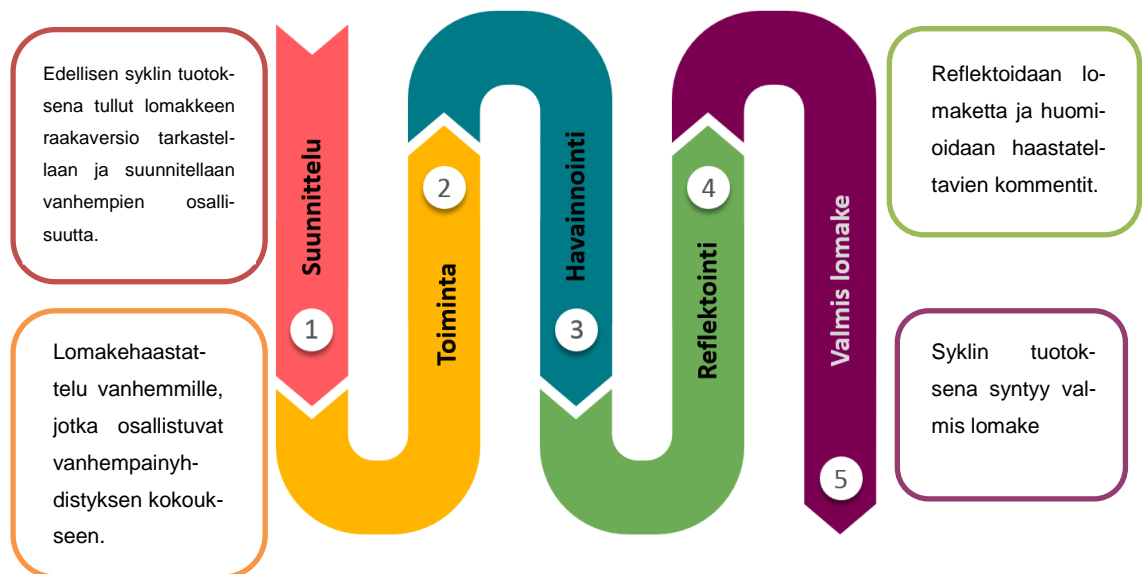 Edellisen syklin tuotok-
sena tullut lomakkeen
raakaversio tarkastel-
laan ja suunnitellaan
vanhempien osalli-
suutta.
Lomakehaastat-
telu vanhemmille,
jotka osallistuvat
vanhempainyh-
distyksen kokouk-
seen.
Suunnittelu
1
2
Toiminta
Havainnointi
3
4
Reflektointi
Valmis lomake
5
Reflektoidaan lo-
maketta ja huomi-
oidaan haastatel-
tavien kommentit.
Syklin tuotok-
sena syntyy val-
mis lomake